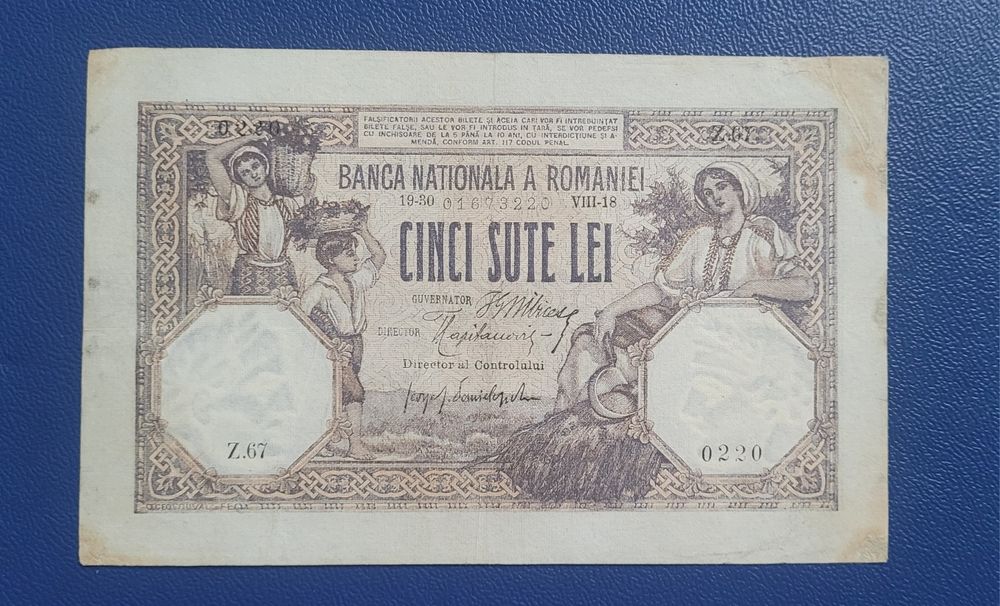 FALSIFICATORII ACESTOR BILETE ȘI ACEIA CARI VOR FI INTREBUINȚAT
BILETE FALSE, SAU LE VOR FI INTRODUS IN ȚARĂ, SE VOR PEDEPSI
CU INCHISOARE DE LA 5 PÂNĂ LA 10 ANI, CU INTERDICȚIUNE ȘI A-
MENDĂ, CONFORM ART. 117 CODUL PENAL.
0220
Z.67
BANCA NATIONALA A ROMANIEI
19-30 01673220 VIII-18
CINCI SUTE LEI
GUVERNATOR
DIRECTOR
Director al Controlului
Z.67
0220